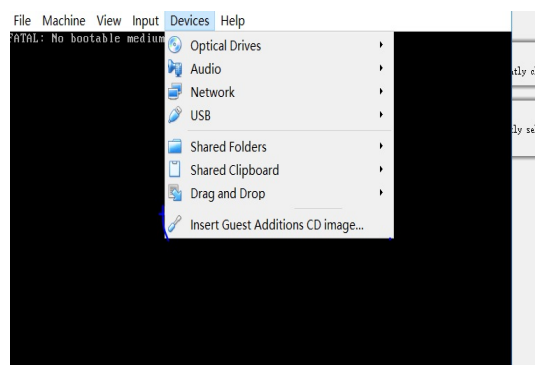 File Machine View Input Devices Help
FATAL: No bootable medium
Optical Drives
Audio
Network
USB
Shared Folders
Shared Clipboard
Drag and Drop
Insert Guest Additions CD image...